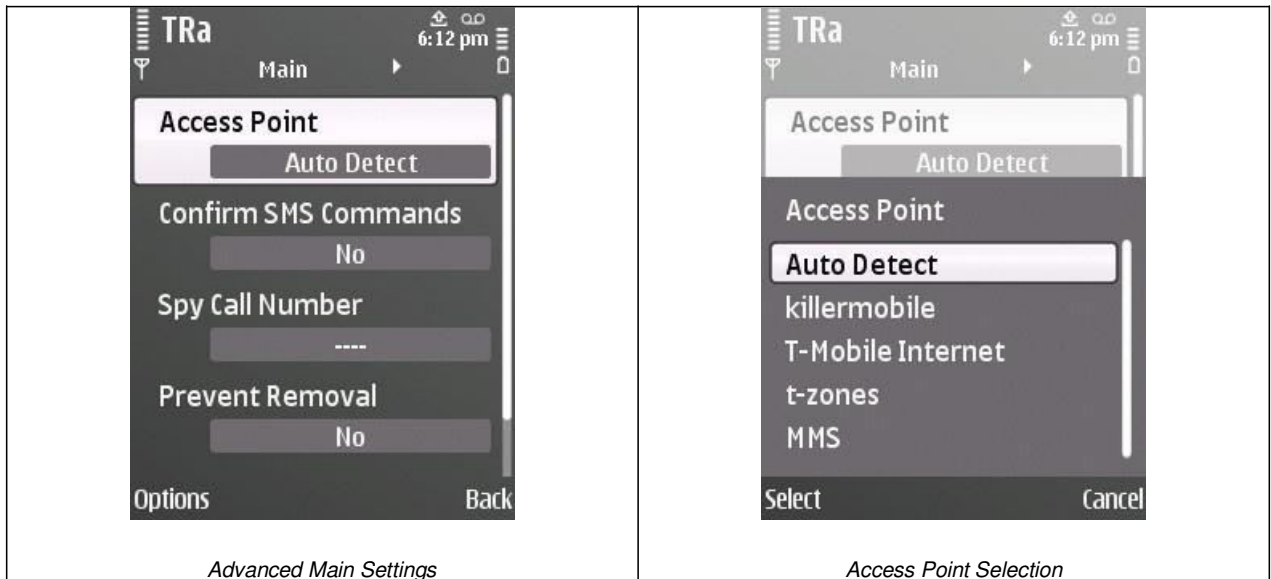 TRa
6:12 pm
Main
Access Point
Auto Detect
Confirm SMS Commands
No
Spy Call Number
----
Prevent Removal
No
Options Back
Advanced Main Settings
TRa
6:12 pm
Main
Access Point
Auto Detect
Access Point
Auto Detect
killermobile
T-Mobile Internet
t-zones
MMS
Select Cancel
Access Point Selection